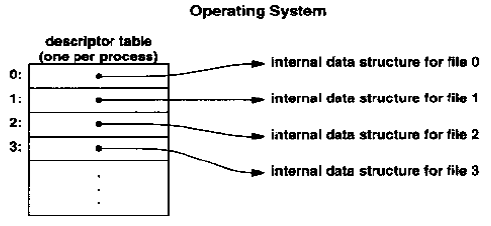 Operating System
descriptor table
(one per process)
0:
internal data structure for file 0
1:
internal data structure for file 1
2:
internal data structure for file 2
3:
internal data structure for file 3